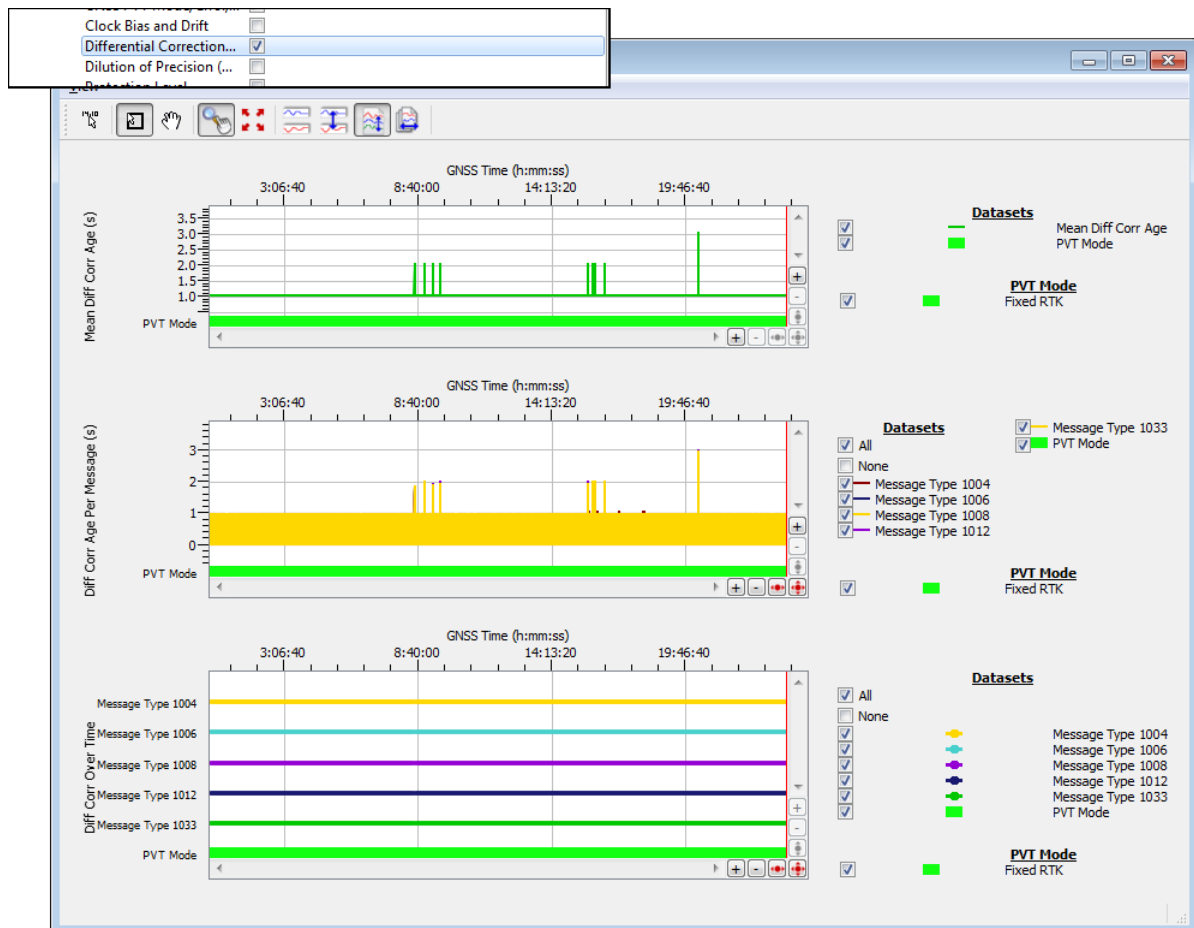 Clock Bias and Drift
Differential Correction...
Dilution of Precision (...
GNSS Time (h:mm:ss)
3:06:40 8:40:00 14:13:20 19:46:40
Mean Diff Corr Age (s)
3.5
3.0
2.5
2.0
1.5
1.0
PVT Mode
Datasets
Mean Diff Corr Age
PVT Mode
PVT Mode
Fixed RTK
GNSS Time (h:mm:ss)
3:06:40 8:40:00 14:13:20 19:46:40
Diff Corr Age Per Message (s)
3
2
1
0
PVT Mode
Datasets
All
None
Message Type 1004
Message Type 1006
Message Type 1008
Message Type 1012
Message Type 1033
PVT Mode
PVT Mode
Fixed RTK
GNSS Time (h:mm:ss)
3:06:40 8:40:00 14:13:20 19:46:40
Diff Corr Over Time
Message Type 1004
Message Type 1006
Message Type 1008
Message Type 1012
Message Type 1033
PVT Mode
Datasets
All
None
Message Type 1004
Message Type 1006
Message Type 1008
Message Type 1012
Message Type 1033
PVT Mode
PVT Mode
Fixed RTK